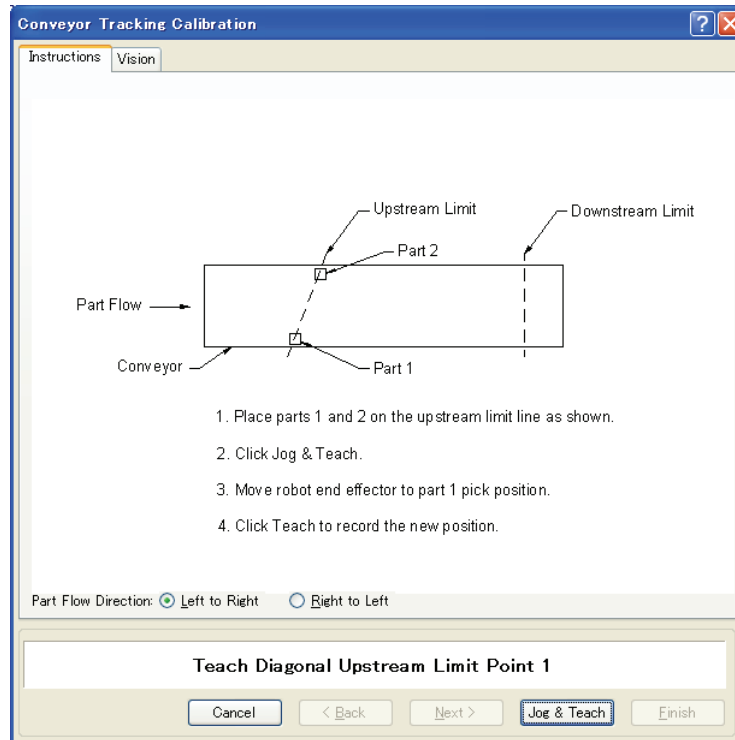 Conveyor Tracking Calibration
Instructions Vision
Upstream Limit
Downstream Limit
Part 2
Part Flow
Conveyor
Part 1
1. Place parts 1 and 2 on the upstream limit line as shown.
2. Click Jog & Teach.
3. Move robot end effector to part 1 pick position.
4. Click Teach to record the new position.
Part Flow Direction: Left to Right Right to Left
Teach Diagonal Upstream Limit Point 1
Cancel < Back Next > Jog & Teach Finish